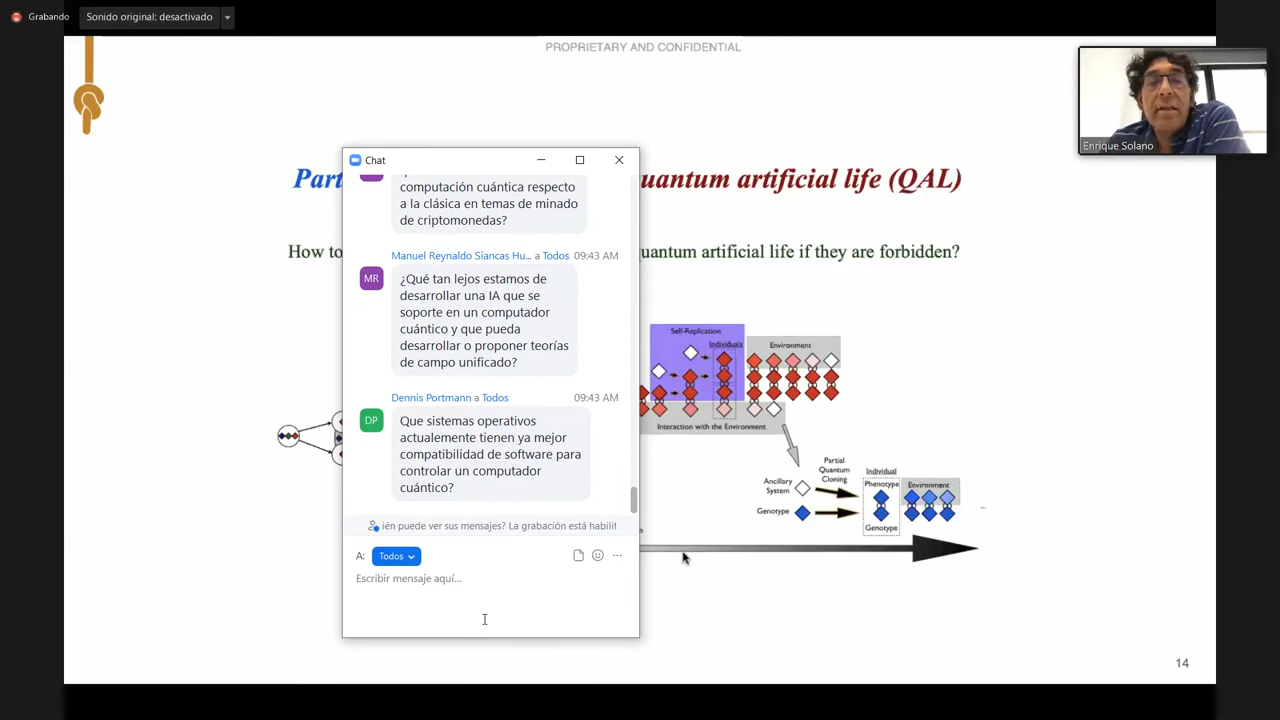 Grabando
Sonido original: desactivado
PROPRIETARY AND CONFIDENTIAL
Enrique Solano
Part
uantum artificial life (QAL)
How to
quantum artificial life if they are forbidden?
Chat
computación cuántica respecto
a la clásica en temas de minado
de criptomonedas?
Manuel Reynaldo Siancas Hu... a Todos 09:43 AM
MR
¿Qué tan lejos estamos de
desarrollar una IA que se
soporte en un computador
cuántico y que pueda
desarrollar o proponer teorías
de campo unificado?
Dennis Portmann a Todos 09:43 AM
DP
Que sistemas operativos
actualmente tienen ya mejor
compatibilidad de software para
controlar un computador
cuántico?
ién puede ver sus mensajes? La grabación está habilit
A: Todos
Escribir mensaje aquí...
Self-Replication
Individuals
Environment
Interaction with the Environment
Ancillary
System
Genotype
Partial
Quantum
Cloning
Individual
Phenotype
Genotype
Environment
14